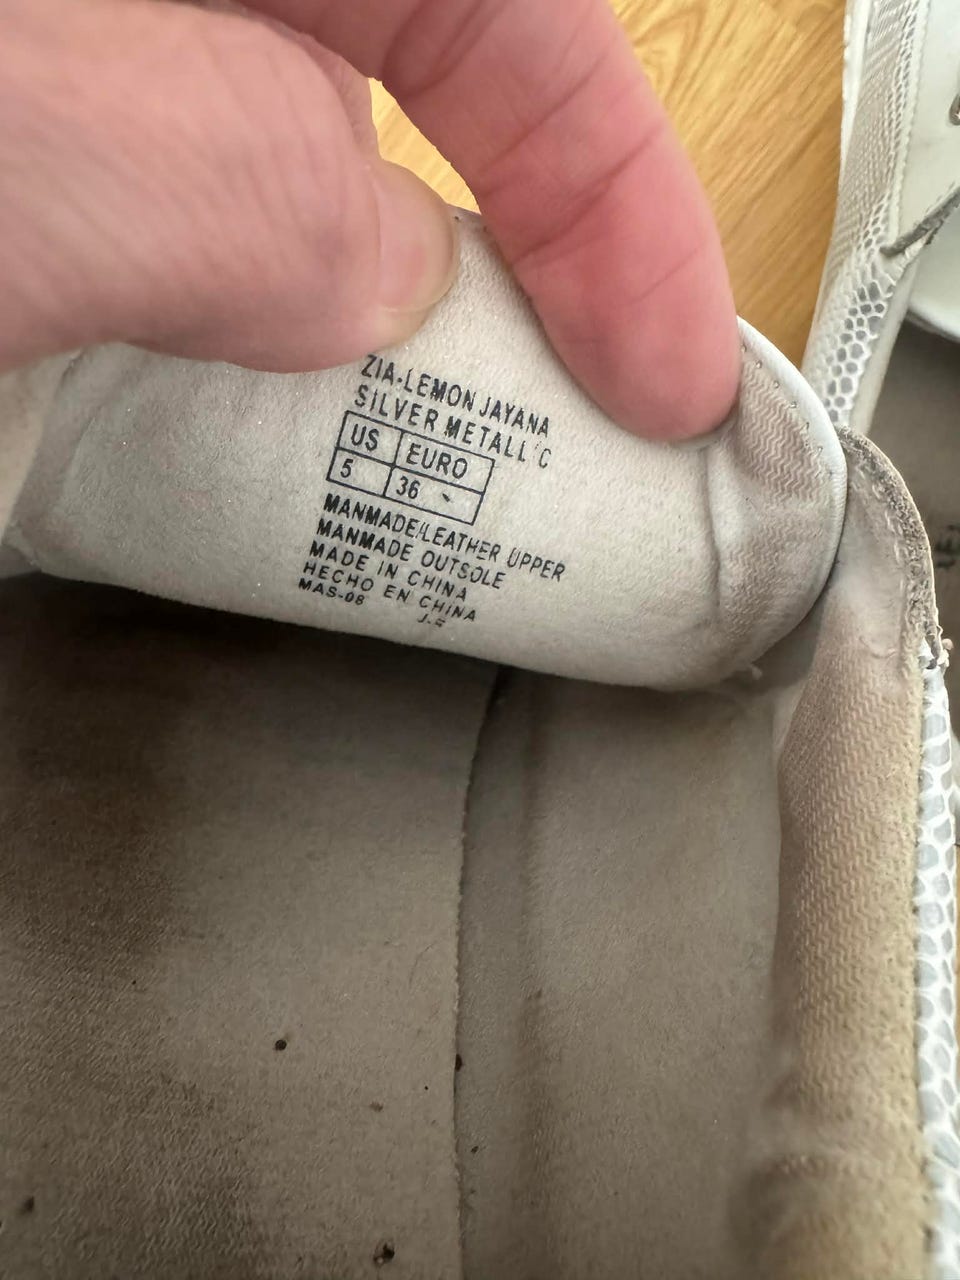 ZIA-LEMON JAYANA
SILVER METALLIC
US EURO
5 36
MANMADE/LEATHER UPPER
MANMADE OUTSOLE
MADE IN CHINA
HECHO EN CHINA
MAS-08